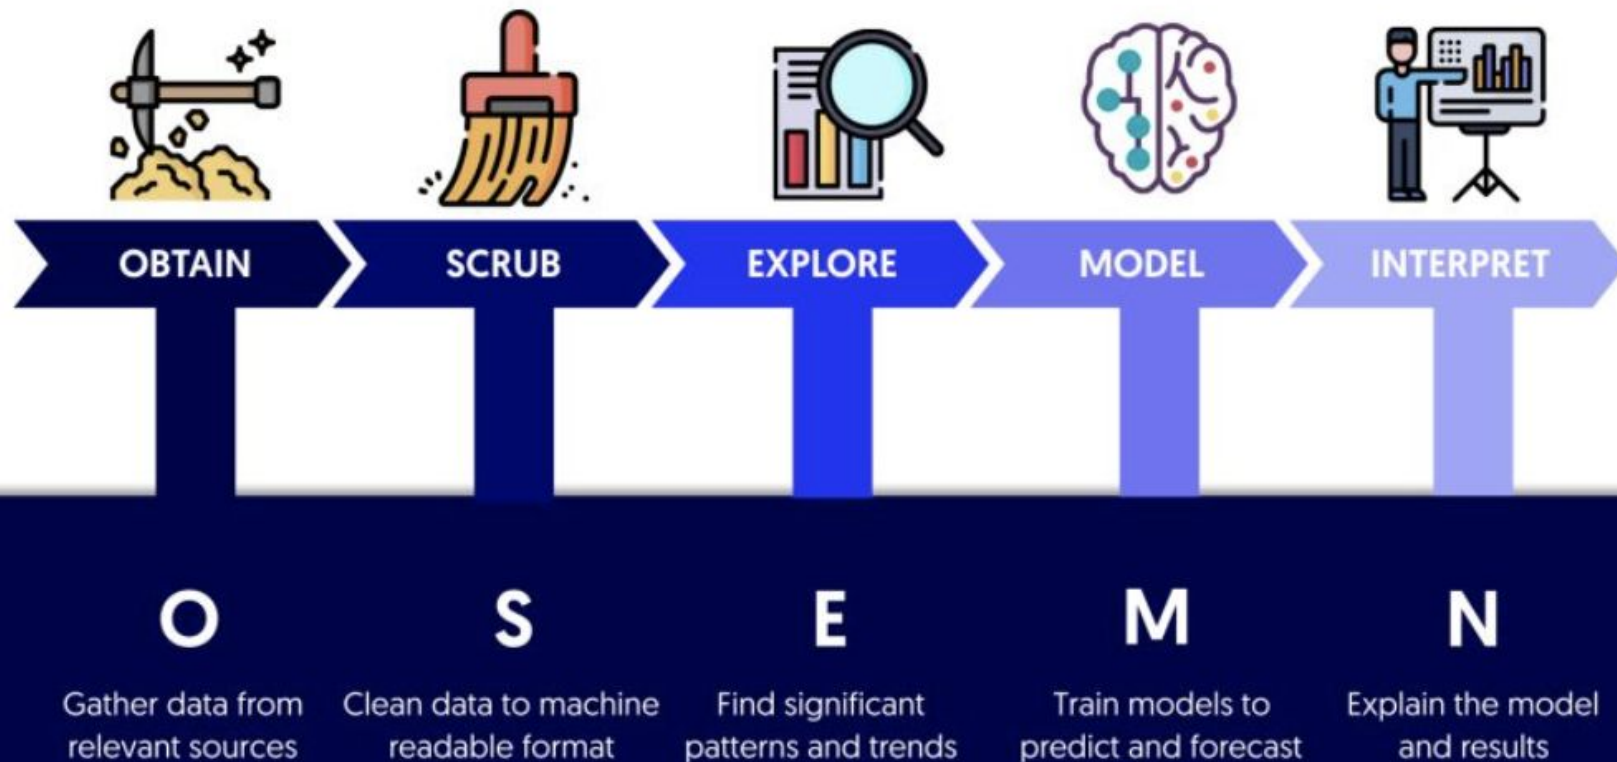 OBTAIN
SCRUB
EXPLORE
MODEL
INTERPRET
O
S
E
M
N
Gather data from
relevant sources
Clean data to machine
readable format
Find significant
patterns and trends
Train models to
predict and forecast
Explain the model
and results